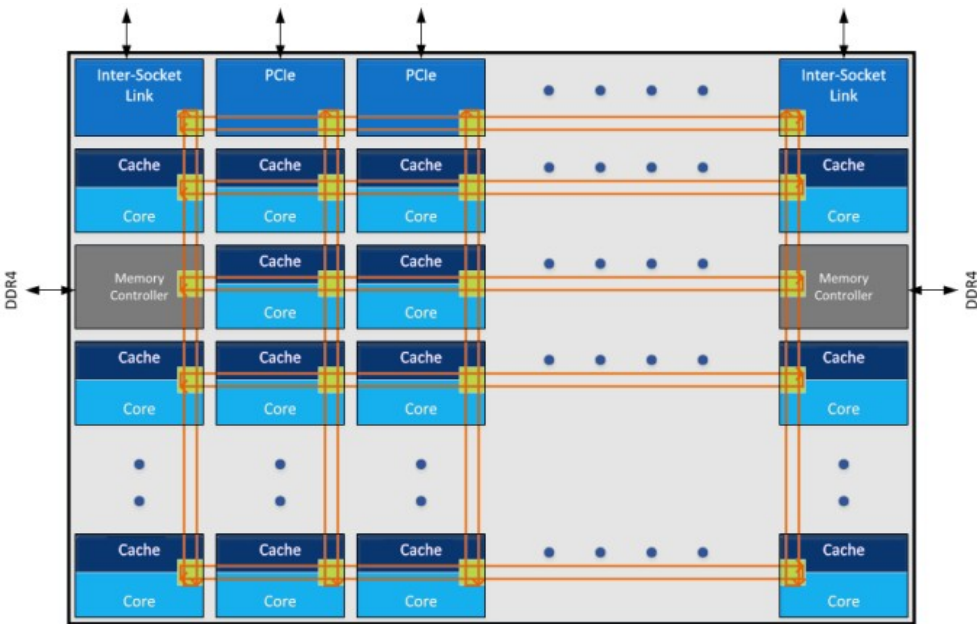 Inter-Socket
Link
PCIe
PCIe
Inter-Socket
Link
Cache
Core
Cache
Core
Cache
Core
Cache
Core
DDR4
Memory
Controller
Cache
Core
Cache
Core
Memory
Controller
DDR4
Cache
Core
Cache
Core
Cache
Core
Cache
Core
Cache
Core
Cache
Core
Cache
Core
Cache
Core